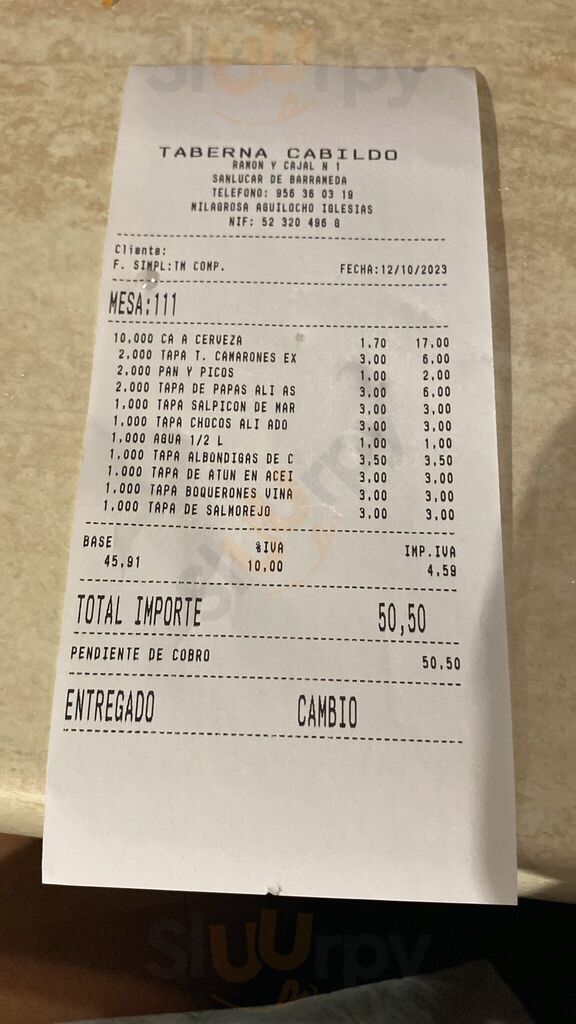 Sluurpy
TABERNA CABILDO
RAMON Y CAJAL N 1
SANLUCAR DE BARRAMEDA
TELEFONO: 956 36 03 19
MILAGROSA AGUILOCHO IGLESIAS
NIF: 52 320 496 G
Cliente:
F. SIMPL:TM COMP. FECHA:12/10/2023
MESA:111
10,000 CA A CERVEZA 1,70 17,00
2,000 TAPA T. CAMARONES EX 3,00 6,00
2,000 PAN Y PICOS 1,00 2,00
2,000 TAPA DE PAPAS ALI AS 3,00 6,00
1,000 TAPA SALPICON DE MAR 3,00 3,00
1,000 TAPA CHOCOS ALI ADO 3,00 3,00
1,000 AGUA 1/2 L 1,00 1,00
1,000 TAPA ALBONDIGAS DE C 3,50 3,50
1,000 TAPA DE ATUN EN ACEI 3,00 3,00
1,000 TAPA BOQUERONES VINA 3,00 3,00
1,000 TAPA DE SALMOREJO 3,00 3,00
BASE %IVA IMP.IVA
45,91 10,00 4,59
TOTAL IMPORTE 50,50
PENDIENTE DE COBRO 50,50
ENTREGADO CAMBIO
Sluurpy